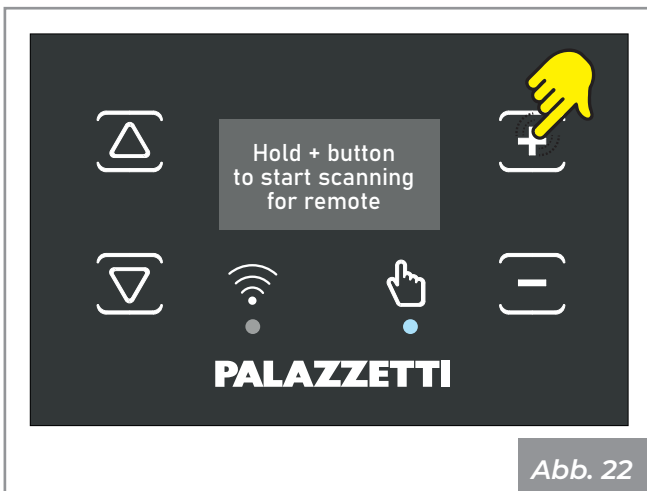 Hold + button
to start scanning
for remote
+
−
PALAZZETTI
Abb. 22